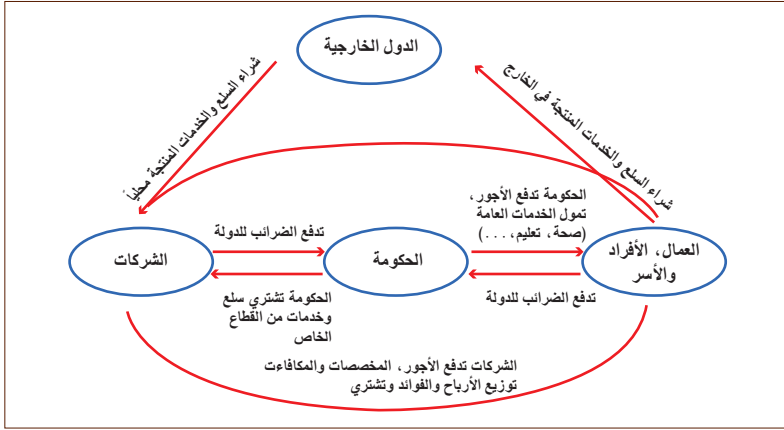 الدول الخارجية
شراء السلع والخدمات المنتجة في الخارج
شراء السلع والخدمات المنتجة محلياً
الحكومة تدفع الأجور،
تمول الخدمات العامة
(صحة، تعليم، . . .)
تدفع الضرائب للدولة
العمال، الأفراد
والأسر
الحكومة
الشركات
تدفع الضرائب للدولة
الحكومة تشتري سلع
وخدمات من القطاع
الخاص
الشركات تدفع الأجور، المخصصات والمكافاءت
توزيع الأرباح والفوائد وتشتري